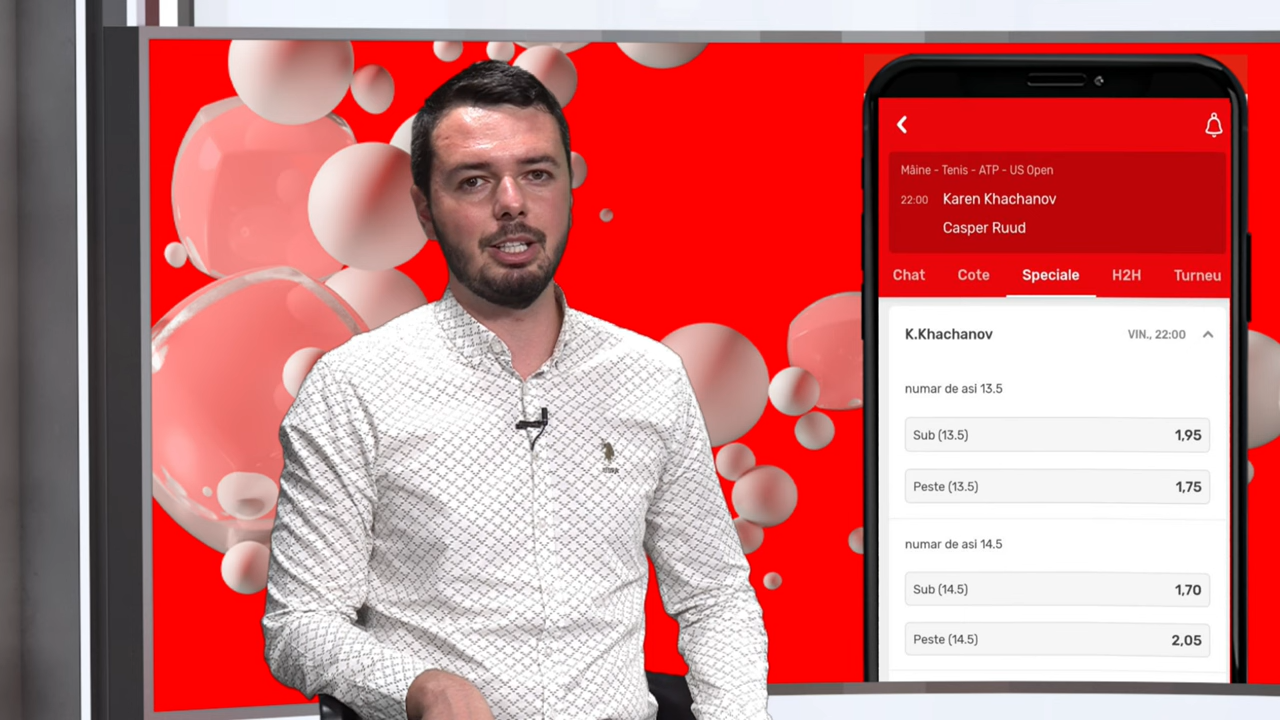 Mâine - Tenis - ATP - US Open
22:00 Karen Khachanov
Casper Ruud
Chat Cote Speciale H2H Turneu
K.Khachanov VIN., 22:00
numar de asi 13.5
Sub (13.5) 1,95
Peste (13.5) 1,75
numar de asi 14.5
Sub (14.5) 1,70
Peste (14.5) 2,05